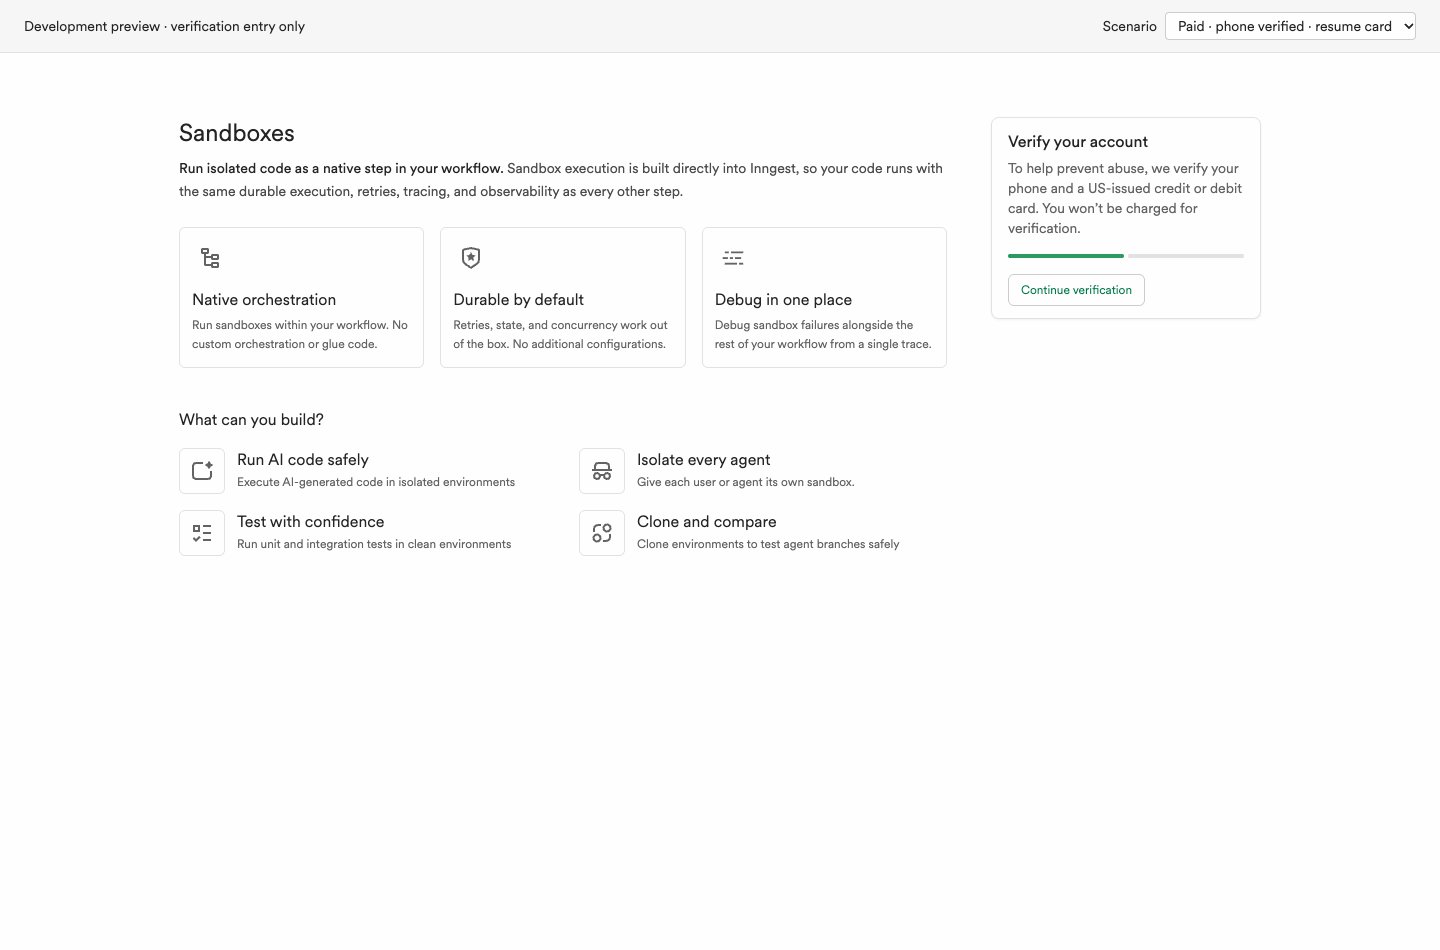 Development preview · verification entry only
Scenario
Paid · phone verified · resume card
Sandboxes
Run isolated code as a native step in your workflow. Sandbox execution is built directly into Inngest, so your code runs with
the same durable execution, retries, tracing, and observability as every other step.
Native orchestration
Run sandboxes within your workflow. No
custom orchestration or glue code.
Durable by default
Retries, state, and concurrency work out
of the box. No additional configurations.
Debug in one place
Debug sandbox failures alongside the
rest of your workflow from a single trace.
What can you build?
Run AI code safely
Execute AI-generated code in isolated environments
Isolate every agent
Give each user or agent its own sandbox.
Test with confidence
Run unit and integration tests in clean environments
Clone and compare
Clone environments to test agent branches safely
Verify your account
To help prevent abuse, we verify your
phone and a US-issued credit or debit
card. You won’t be charged for
verification.
Continue verification